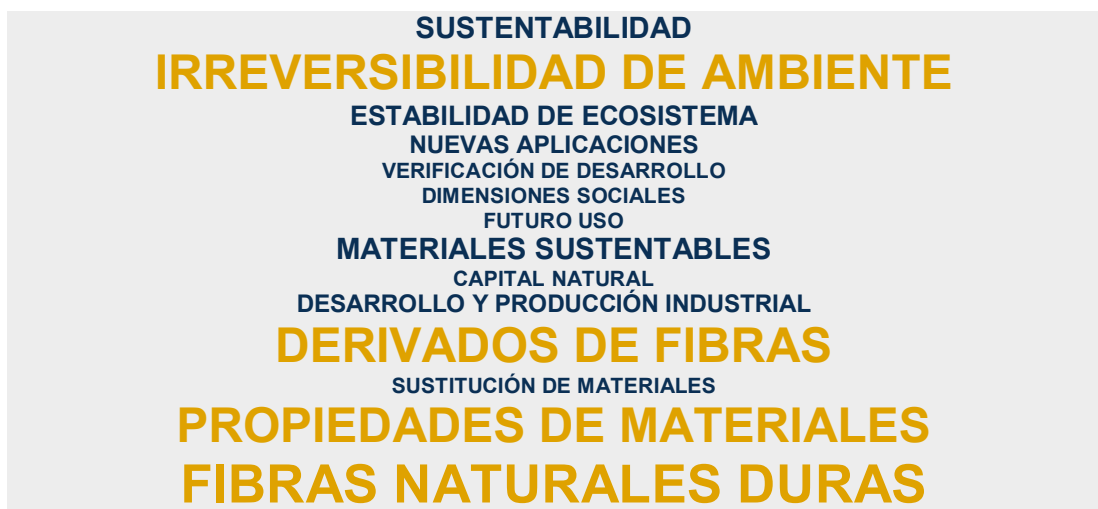 SUSTENTABILIDAD
IRREVERSIBILIDAD DE AMBIENTE
ESTABILIDAD DE ECOSISTEMA
NUEVAS APLICACIONES
VERIFICACIÓN DE DESARROLLO
DIMENSIONES SOCIALES
FUTURO USO
MATERIALES SUSTENTABLES
CAPITAL NATURAL
DESARROLLO Y PRODUCCIÓN INDUSTRIAL
DERIVADOS DE FIBRAS
SUSTITUCIÓN DE MATERIALES
PROPIEDADES DE MATERIALES
FIBRAS NATURALES DURAS